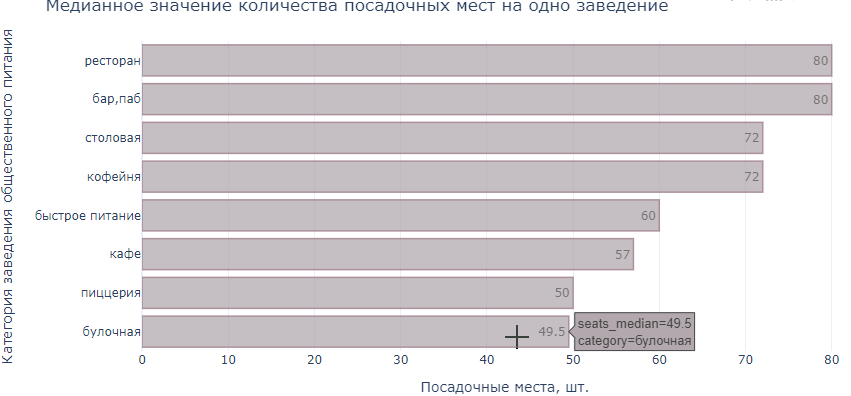 Медианное значение количества посадочных мест на одно заведение
Категория заведения общественного питания
ресторан 80
бар,паб 80
столовая 72
кофейня 72
быстрое питание 60
кафе 57
пиццерия 50
булочная 49.5
seats_median=49.5
category=булочная
0 10 20 30 40 50 60 70 80
Посадочные места, шт.